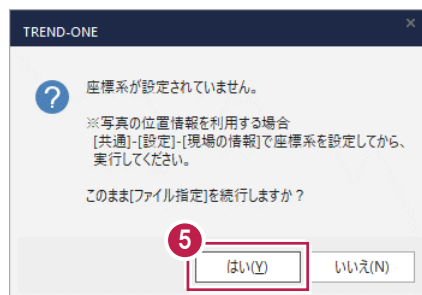 TREND-ONE
座標系が設定されていません。
※写真の位置情報を利用する場合
[共通]-[設定]-[現場の情報]で座標系を設定してから、
実行してください。
このまま[ファイル指定]を続行しますか？
5
はい(Y)
いいえ(N)